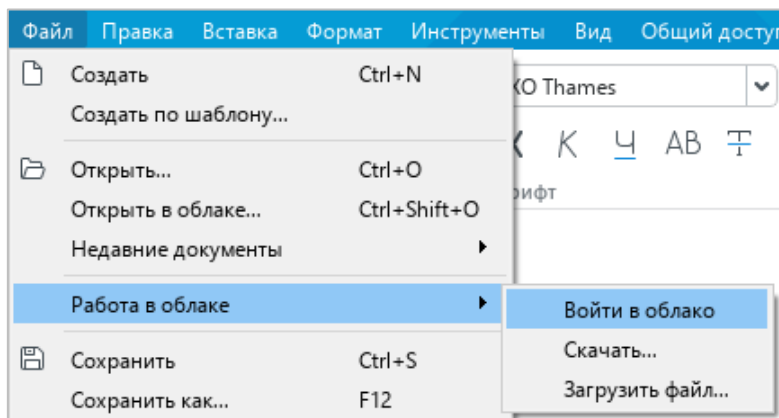 Файл Правка Вставка Формат Инструменты Вид Общий
Создать Ctrl+N
XO Thames
Создать по шаблону...
К Ч АВ Т
Открыть... Ctrl+O
рифт
Открыть в облаке... Ctrl+Shift+O
Недавние документы
Работа в облаке
Войти в облако
Скачать...
Сохранить Ctrl+S
Загрузить файл...
Сохранить как... F12